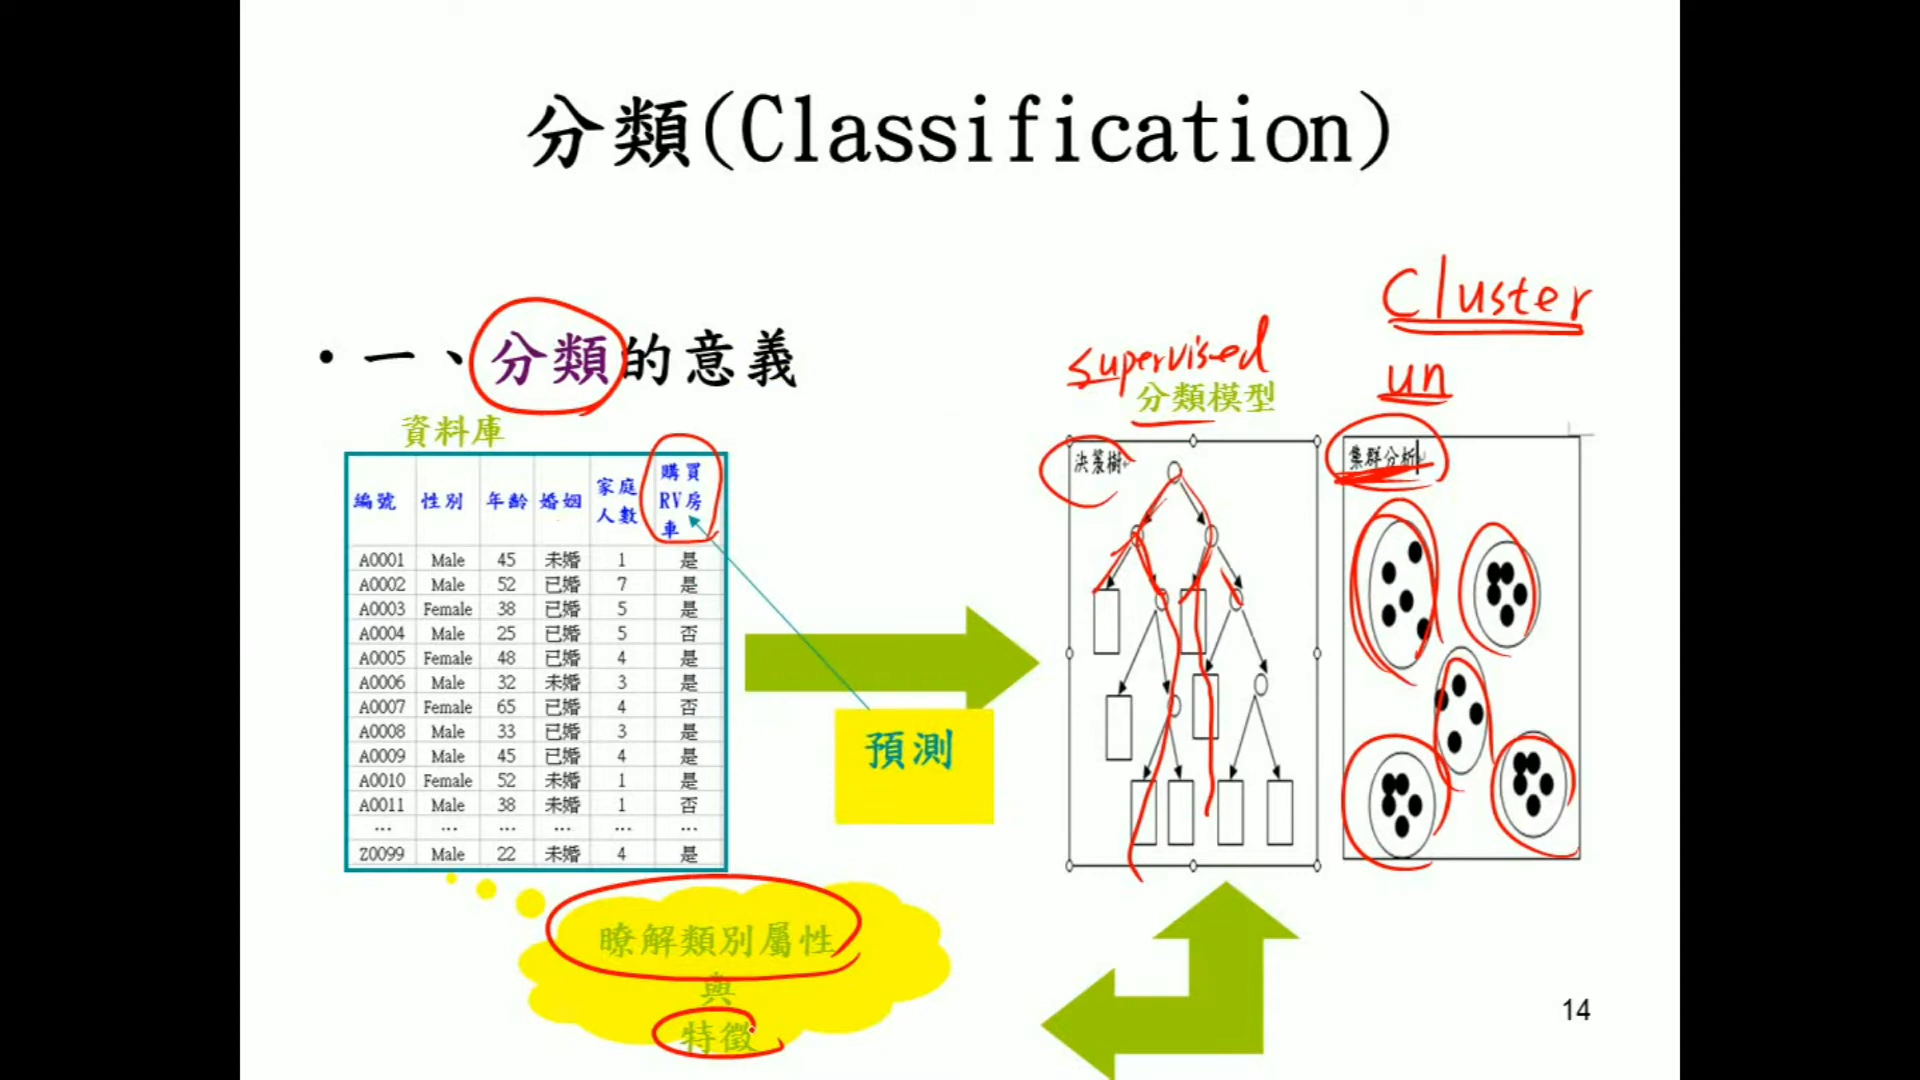 分類(Classification)
Cluster
supervised
un
• 一、分類的意義
分類模型
資料庫
決策樹
集群分析
編號 性別 年齡 婚姻 家庭人數 購買RV房車
A0001 Male 45 未婚 1 是
A0002 Male 52 已婚 7 是
A0003 Female 38 已婚 5 是
A0004 Male 25 已婚 5 否
A0005 Female 48 已婚 4 是
A0006 Male 32 未婚 3 是
A0007 Female 65 已婚 4 否
A0008 Male 33 已婚 3 是
A0009 Male 45 已婚 4 是
A0010 Female 52 未婚 1 是
A0011 Male 38 未婚 1 否
... ... ... ... ... ...
Z0099 Male 22 未婚 4 是
預測
瞭解類別屬性
與
特徵
14